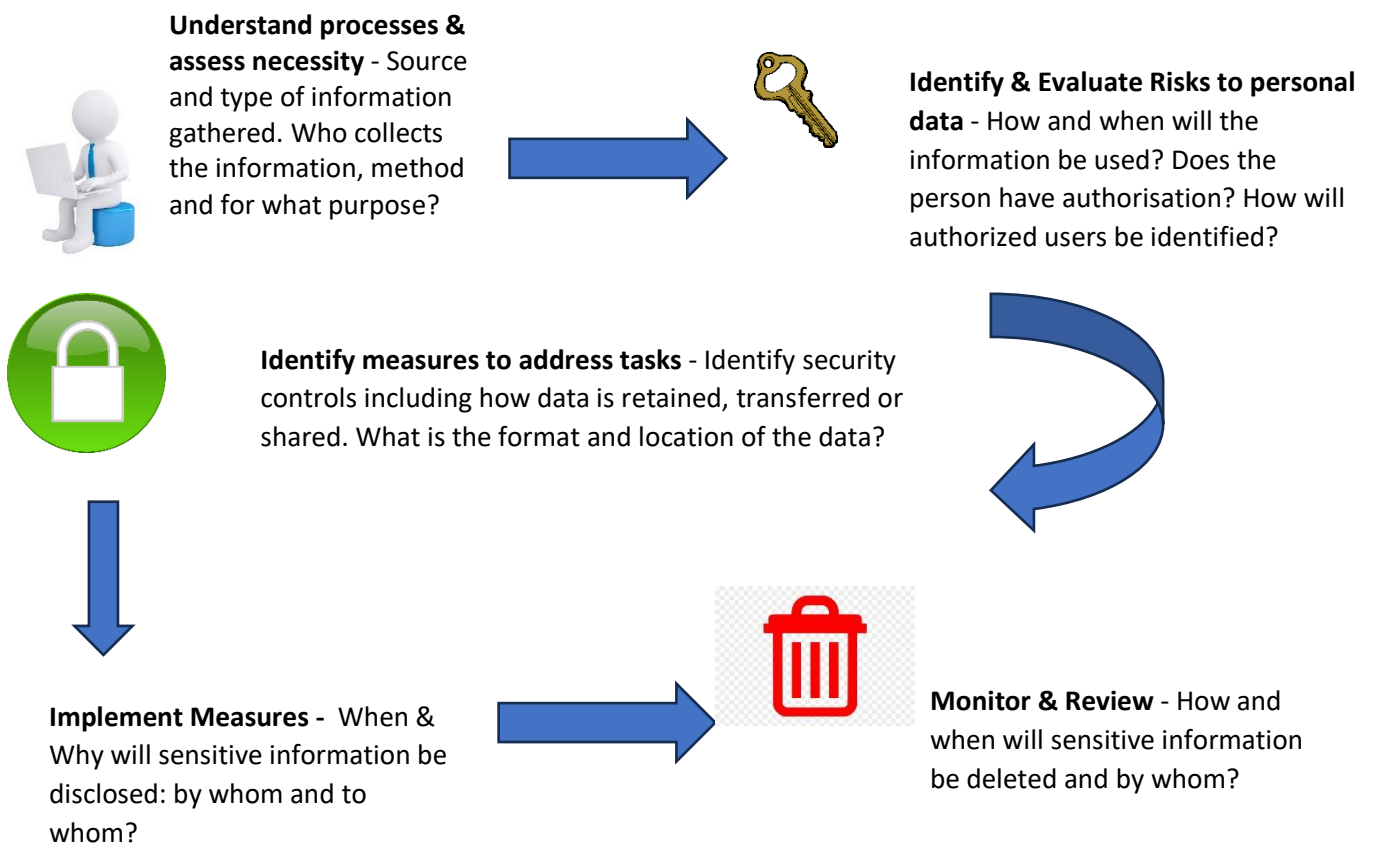 Understand processes &
assess necessity - Source
and type of information
gathered. Who collects
the information, method
and for what purpose?
Identify & Evaluate Risks to personal
data - How and when will the
information be used? Does the
person have authorisation? How will
authorized users be identified?
Identify measures to address tasks - Identify security
controls including how data is retained, transferred or
shared. What is the format and location of the data?
Implement Measures - When &
Why will sensitive information be
disclosed: by whom and to
whom?
Monitor & Review - How and
when will sensitive information
be deleted and by whom?